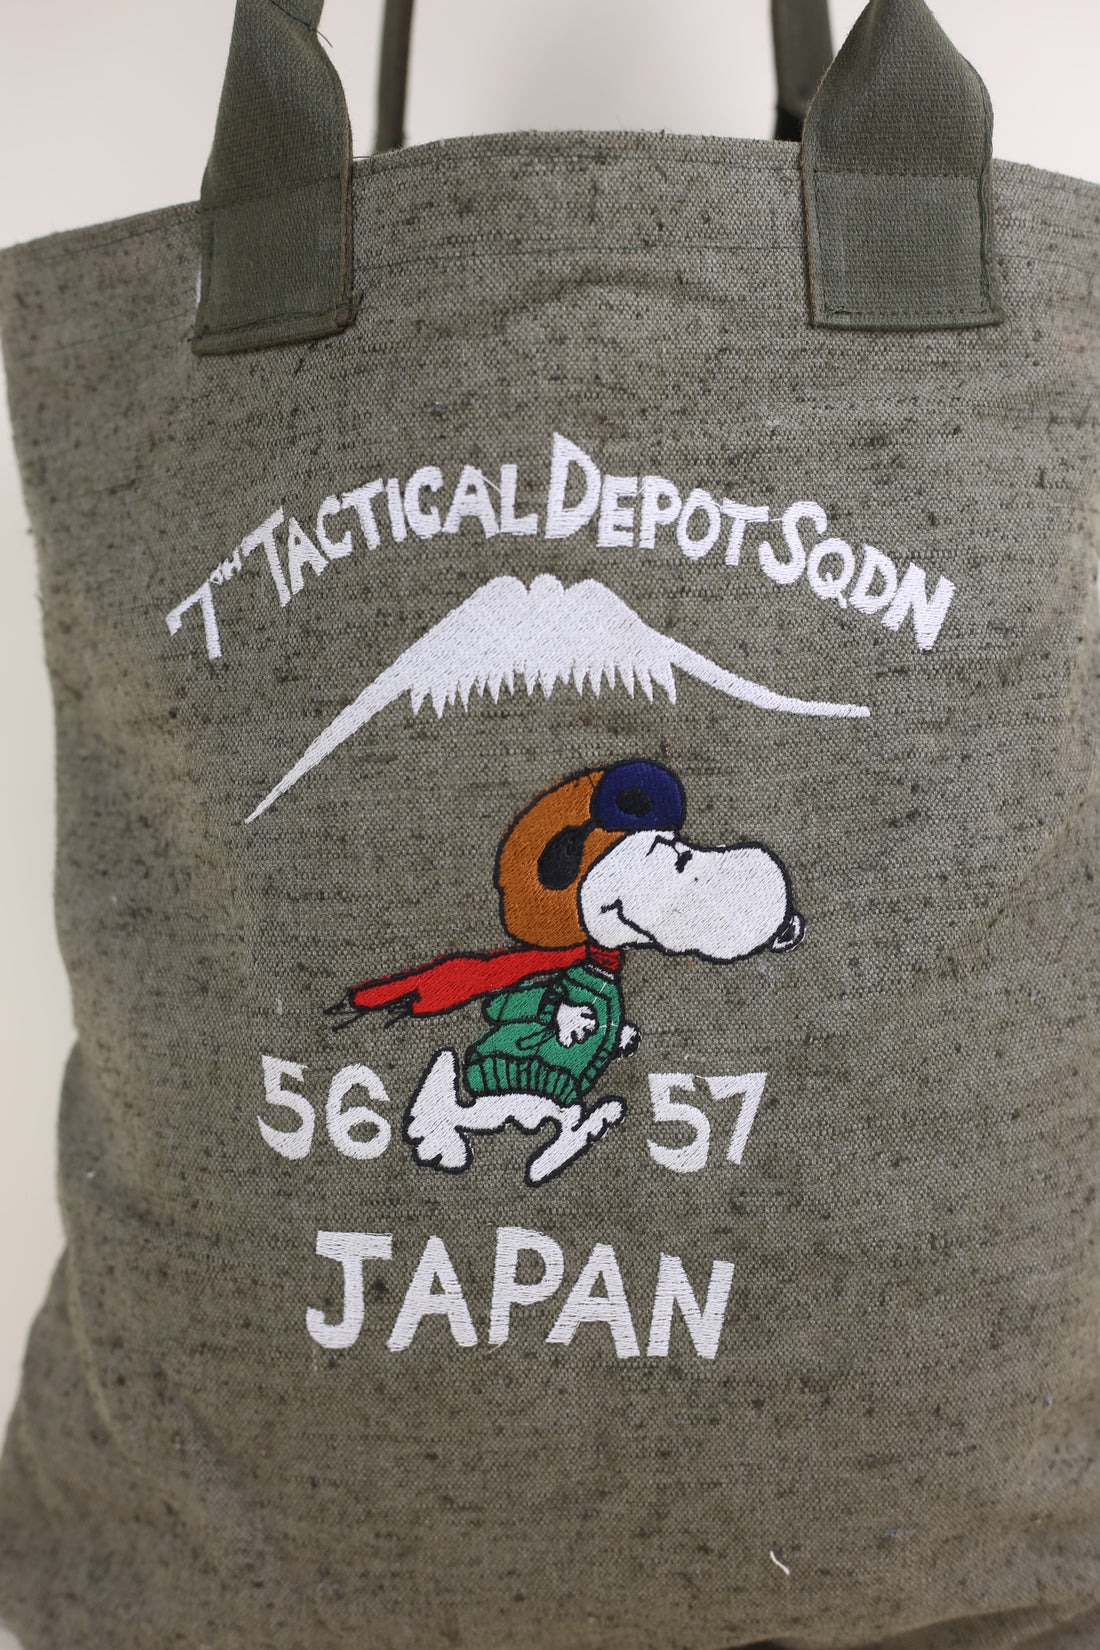 7TH TACTICAL DEPOT SQDN
56 57
JAPAN